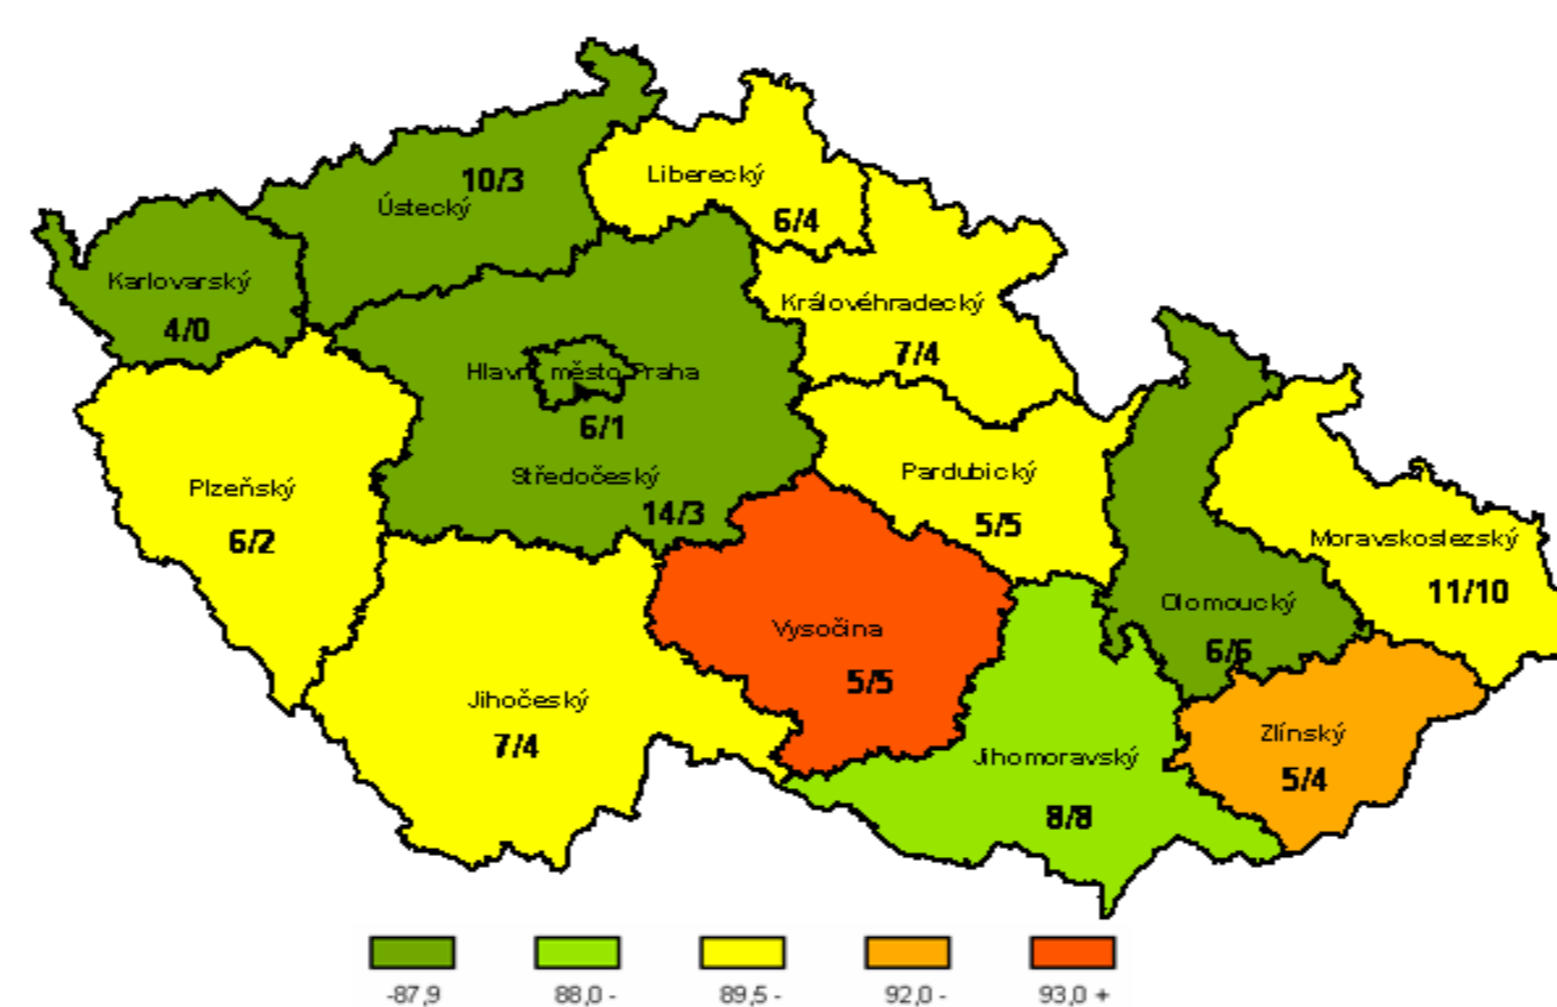 10/3
Ústecký
Liberecký
6/4
Karlovarský
4/0
Královéhradecký
7/4
Hlavní město Praha
6/1
Středočeský
14/3
Plzeňský
6/2
Pardubický
5/5
Moravskoslezský
11/10
Olomoucký
6/6
Vysočina
5/5
Jihočeský
7/4
Zlínský
5/4
Jihomoravský
8/8
-87,9 88,0 - 89,5 - 92,0 - 93,0 +